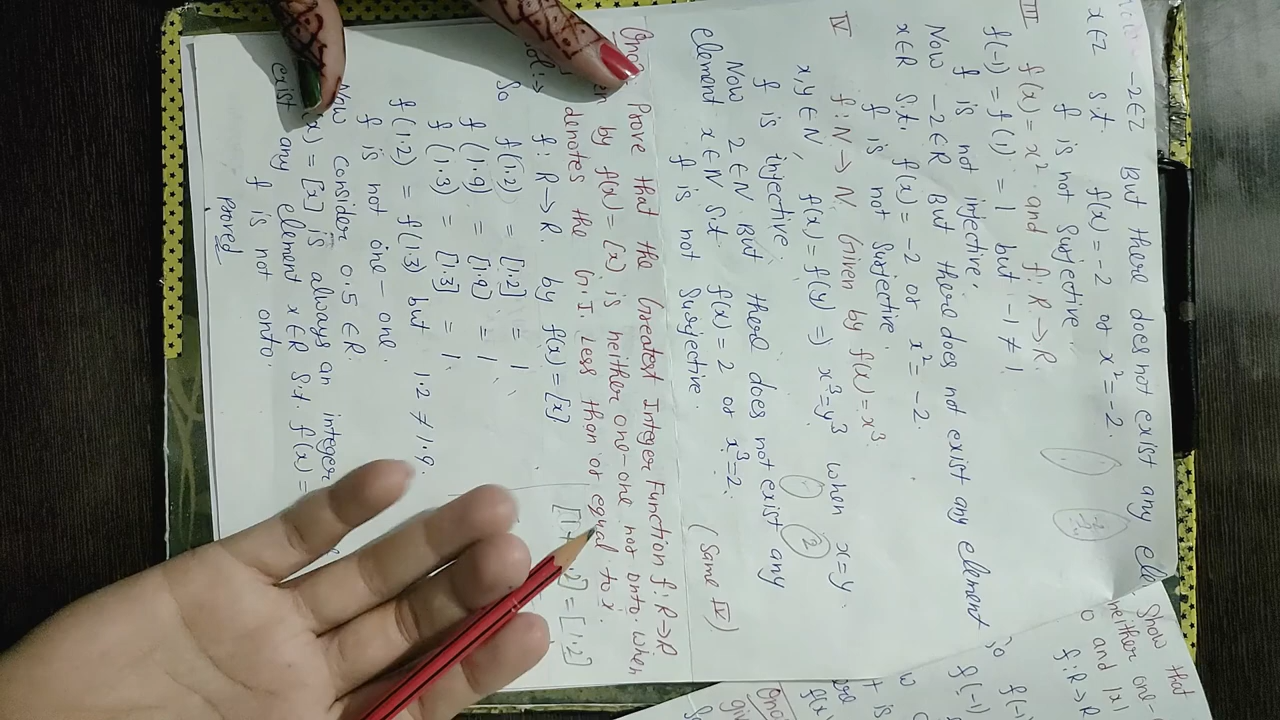 -2∈Z But there does not exist any
x∈Z s.t f(x) = -2 or x² = -2.
f is not Surjective.
III f(x) = x² and f: R→R.
f(-1) = f(1) = 1 but -1 ≠ 1
f is not injective.
Now -2∈R But there does not exist any element
x∈R s.t. f(x) = -2 or x² = -2.
f is not Surjective.
IV f: N→N. Given by f(x) = x³
x,y∈N, f(x) = f(y) =) x³=y³ when x=y.
f is injective.
Now 2∈N But there does not exist any
element x∈N s.t f(x) = 2 or x³=2.
f is not Surjective. (Same IV)
Prove that the Greatest Integer Function f: R→R
by f(x) = [x] is neither one-one not onto. when
denotes the G.I Less then or equal to x.
f: R→R. by f(x) = [x].
So f(1.2) = [1.2] = 1
f(1.9) = [1.9] = 1
f(1.3) = [1.3] = 1.
f(1.2) = f(1.3) but 1.2 ≠ 1.9.
f is not one-one.
Now consider 0.5 ∈R.
(x) = [x] is always an integer
exist any element x∈R s.t. f(x) =
f is not onto.
Proved
2] = [1.2]
Show that
neither one-
0 and |x|
f: R→R
So f(-1)